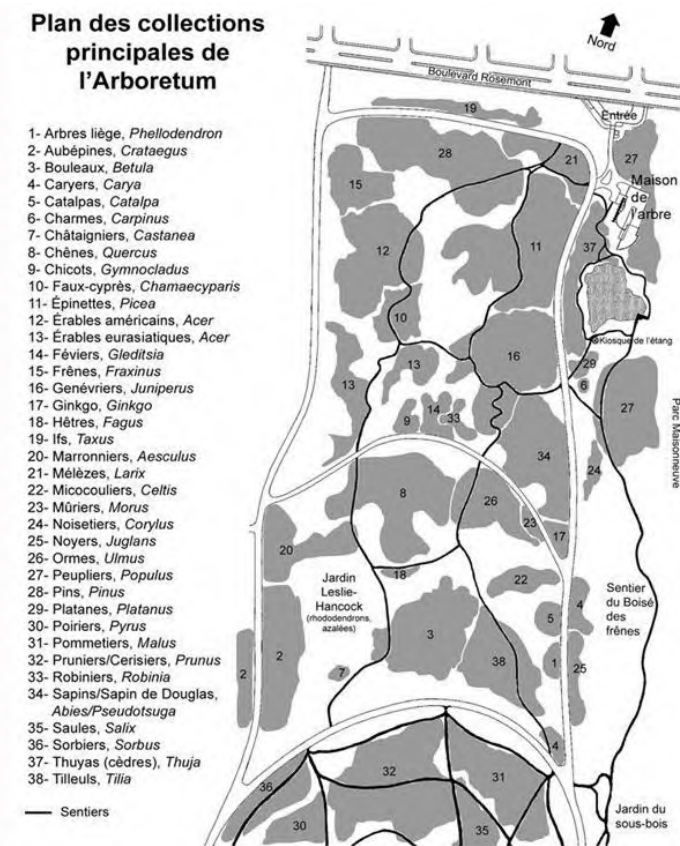 Plan des collections
principales de
l'Arboretum
1- Arbres liège, Phellodendron
2- Aubépines, Crataegus
3- Bouleaux, Betula
4- Caryers, Carya
5- Catalpas, Catalpa
6- Charmes, Carpinus
7- Châtaigniers, Castanea
8- Chênes, Quercus
9- Chicots, Gymnocladus
10- Faux-cyprès, Chamaecyparis
11- Épinettes, Picea
12- Érables américains, Acer
13- Érables eurasiatiques, Acer
14- Féviers, Gleditsia
15- Frênes, Fraxinus
16- Genévriers, Juniperus
17- Ginkgo, Ginkgo
18- Hêtres, Fagus
19- Ifs, Taxus
20- Marronniers, Aesculus
21- Mélèzes, Larix
22- Micocouliers, Celtis
23- Mûriers, Morus
24- Noisetiers, Corylus
25- Noyers, Juglans
26- Ormes, Ulmus
27- Peupliers, Populus
28- Pins, Pinus
29- Platanes, Platanus
30- Poiriers, Pyrus
31- Pommetiers, Malus
32- Pruniers/Cerisiers, Prunus
33- Robiniers, Robinia
34- Sapins/Sapin de Douglas,
Abies/Pseudotsuga
35- Saules, Salix
36- Sorbiers, Sorbus
37- Thuyas (cèdres), Thuja
38- Tilleuls, Tilia
Sentiers
Nord
Boulevard Rosemont
19
Entrée
28
21
27
15
Maison
de
l'arbre
12
11
37
10
Kiosque de l'étang
16
29
13
13
6
27
14
9
33
Parc Maisonneuve
34
24
8
26
23
17
20
18
22
Jardin
Leslie-
Hancock
(rhododendrons,
azalées)
Sentier
du Boisé
des
frênes
4
5
3
2
2
38
1
25
7
4
32
31
36
30
35
Jardin du
sous-bois